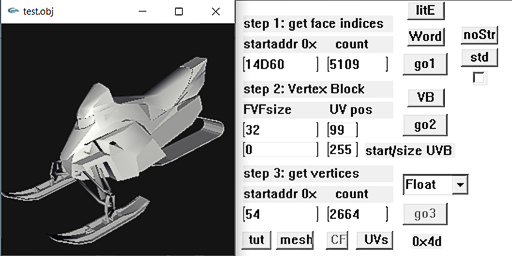 test.obj
step 1: get face indices
litE
startaddr 0x count
Word
noStr
14D60 5109
go1
std
step 2: Vertex Block
VB
FVFsize UV pos
32 99
go2
0 255 start/size UVB
step 3: get vertices
Float
startaddr 0x count
54 2664
go3
tut mesh CF UVs 0x4d